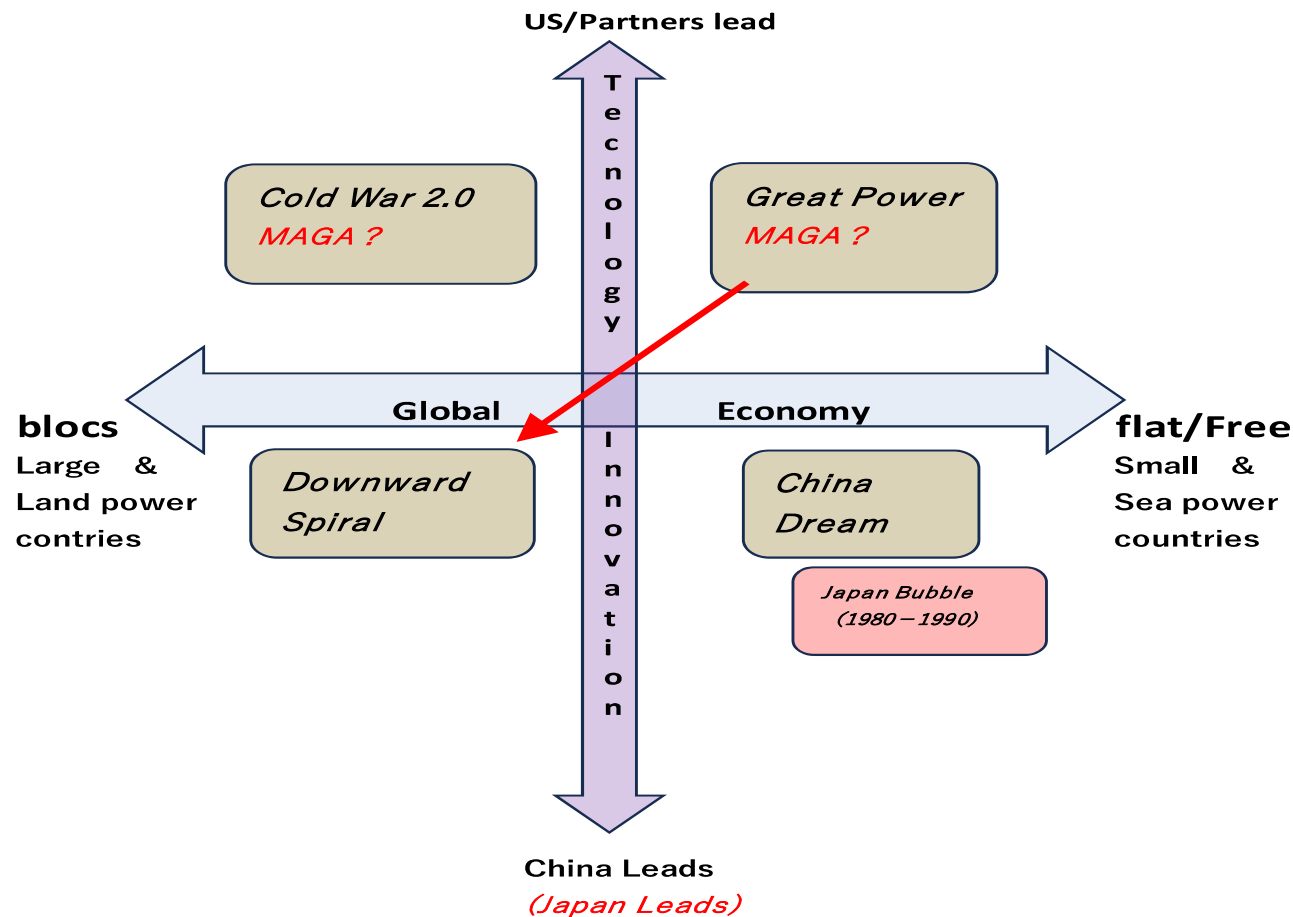 US/Partners lead
Tecnology
Cold War 2.0
MAGA ?
Great Power
MAGA ?
Global Economy
blocs
Large &
Land power
contries
flat/Free
Small &
Sea power
countries
Innovation
Downward
Spiral
China
Dream
Japan Bubble
(1980－1990)
China Leads
(Japan Leads)